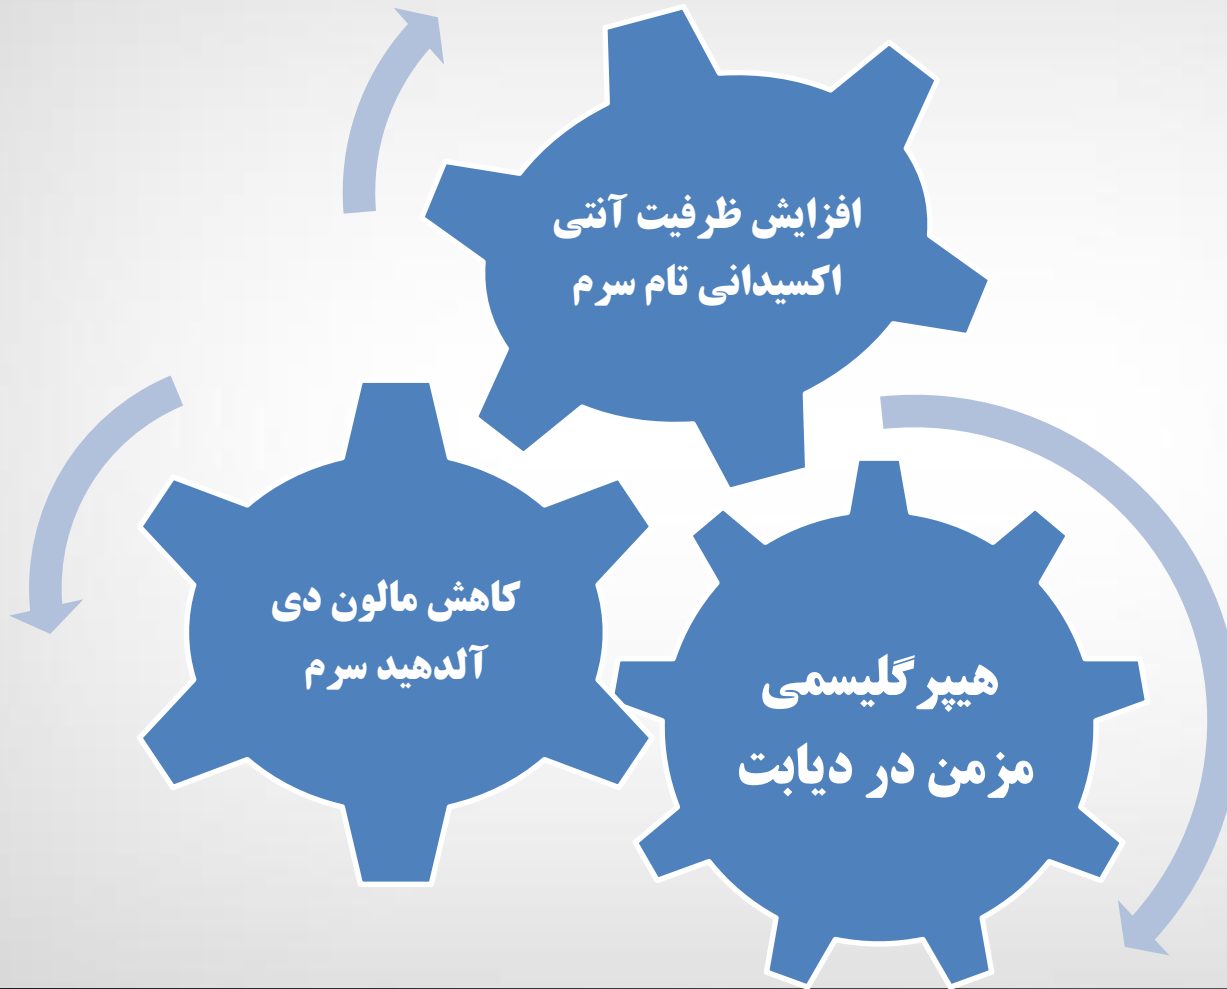 افزایش ظرفیت آنتی
اکسیدانی تام سرم
کاهش مالون دی
آلدهید سرم
هیپرگلیسمی
مزمن در دیابت